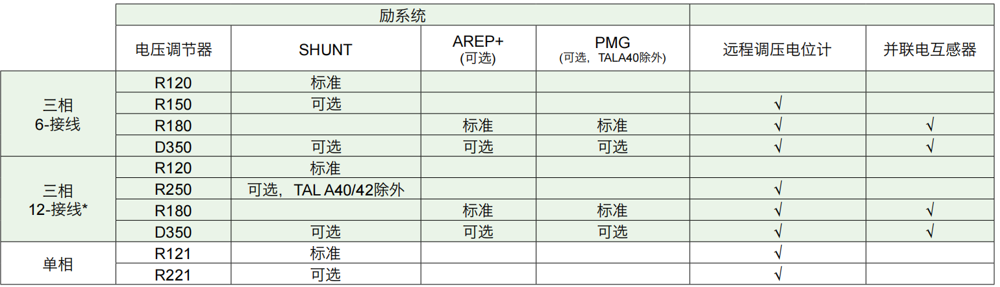 励系统
电压调节器 SHUNT AREP+ PMG 远程调压电位计 并联电互感器
(可选) (可选，TALA40除外)
三相
6-接线
R120 标准
R150 可选 √
R180 标准 标准 √ √
D350 可选 可选 可选 √ √
三相
12-接线*
R120 标准
R250 可选，TAL A40/42除外 √
R180 标准 标准 √ √
D350 可选 可选 可选 √ √
单相
R121 标准 √
R221 可选 √